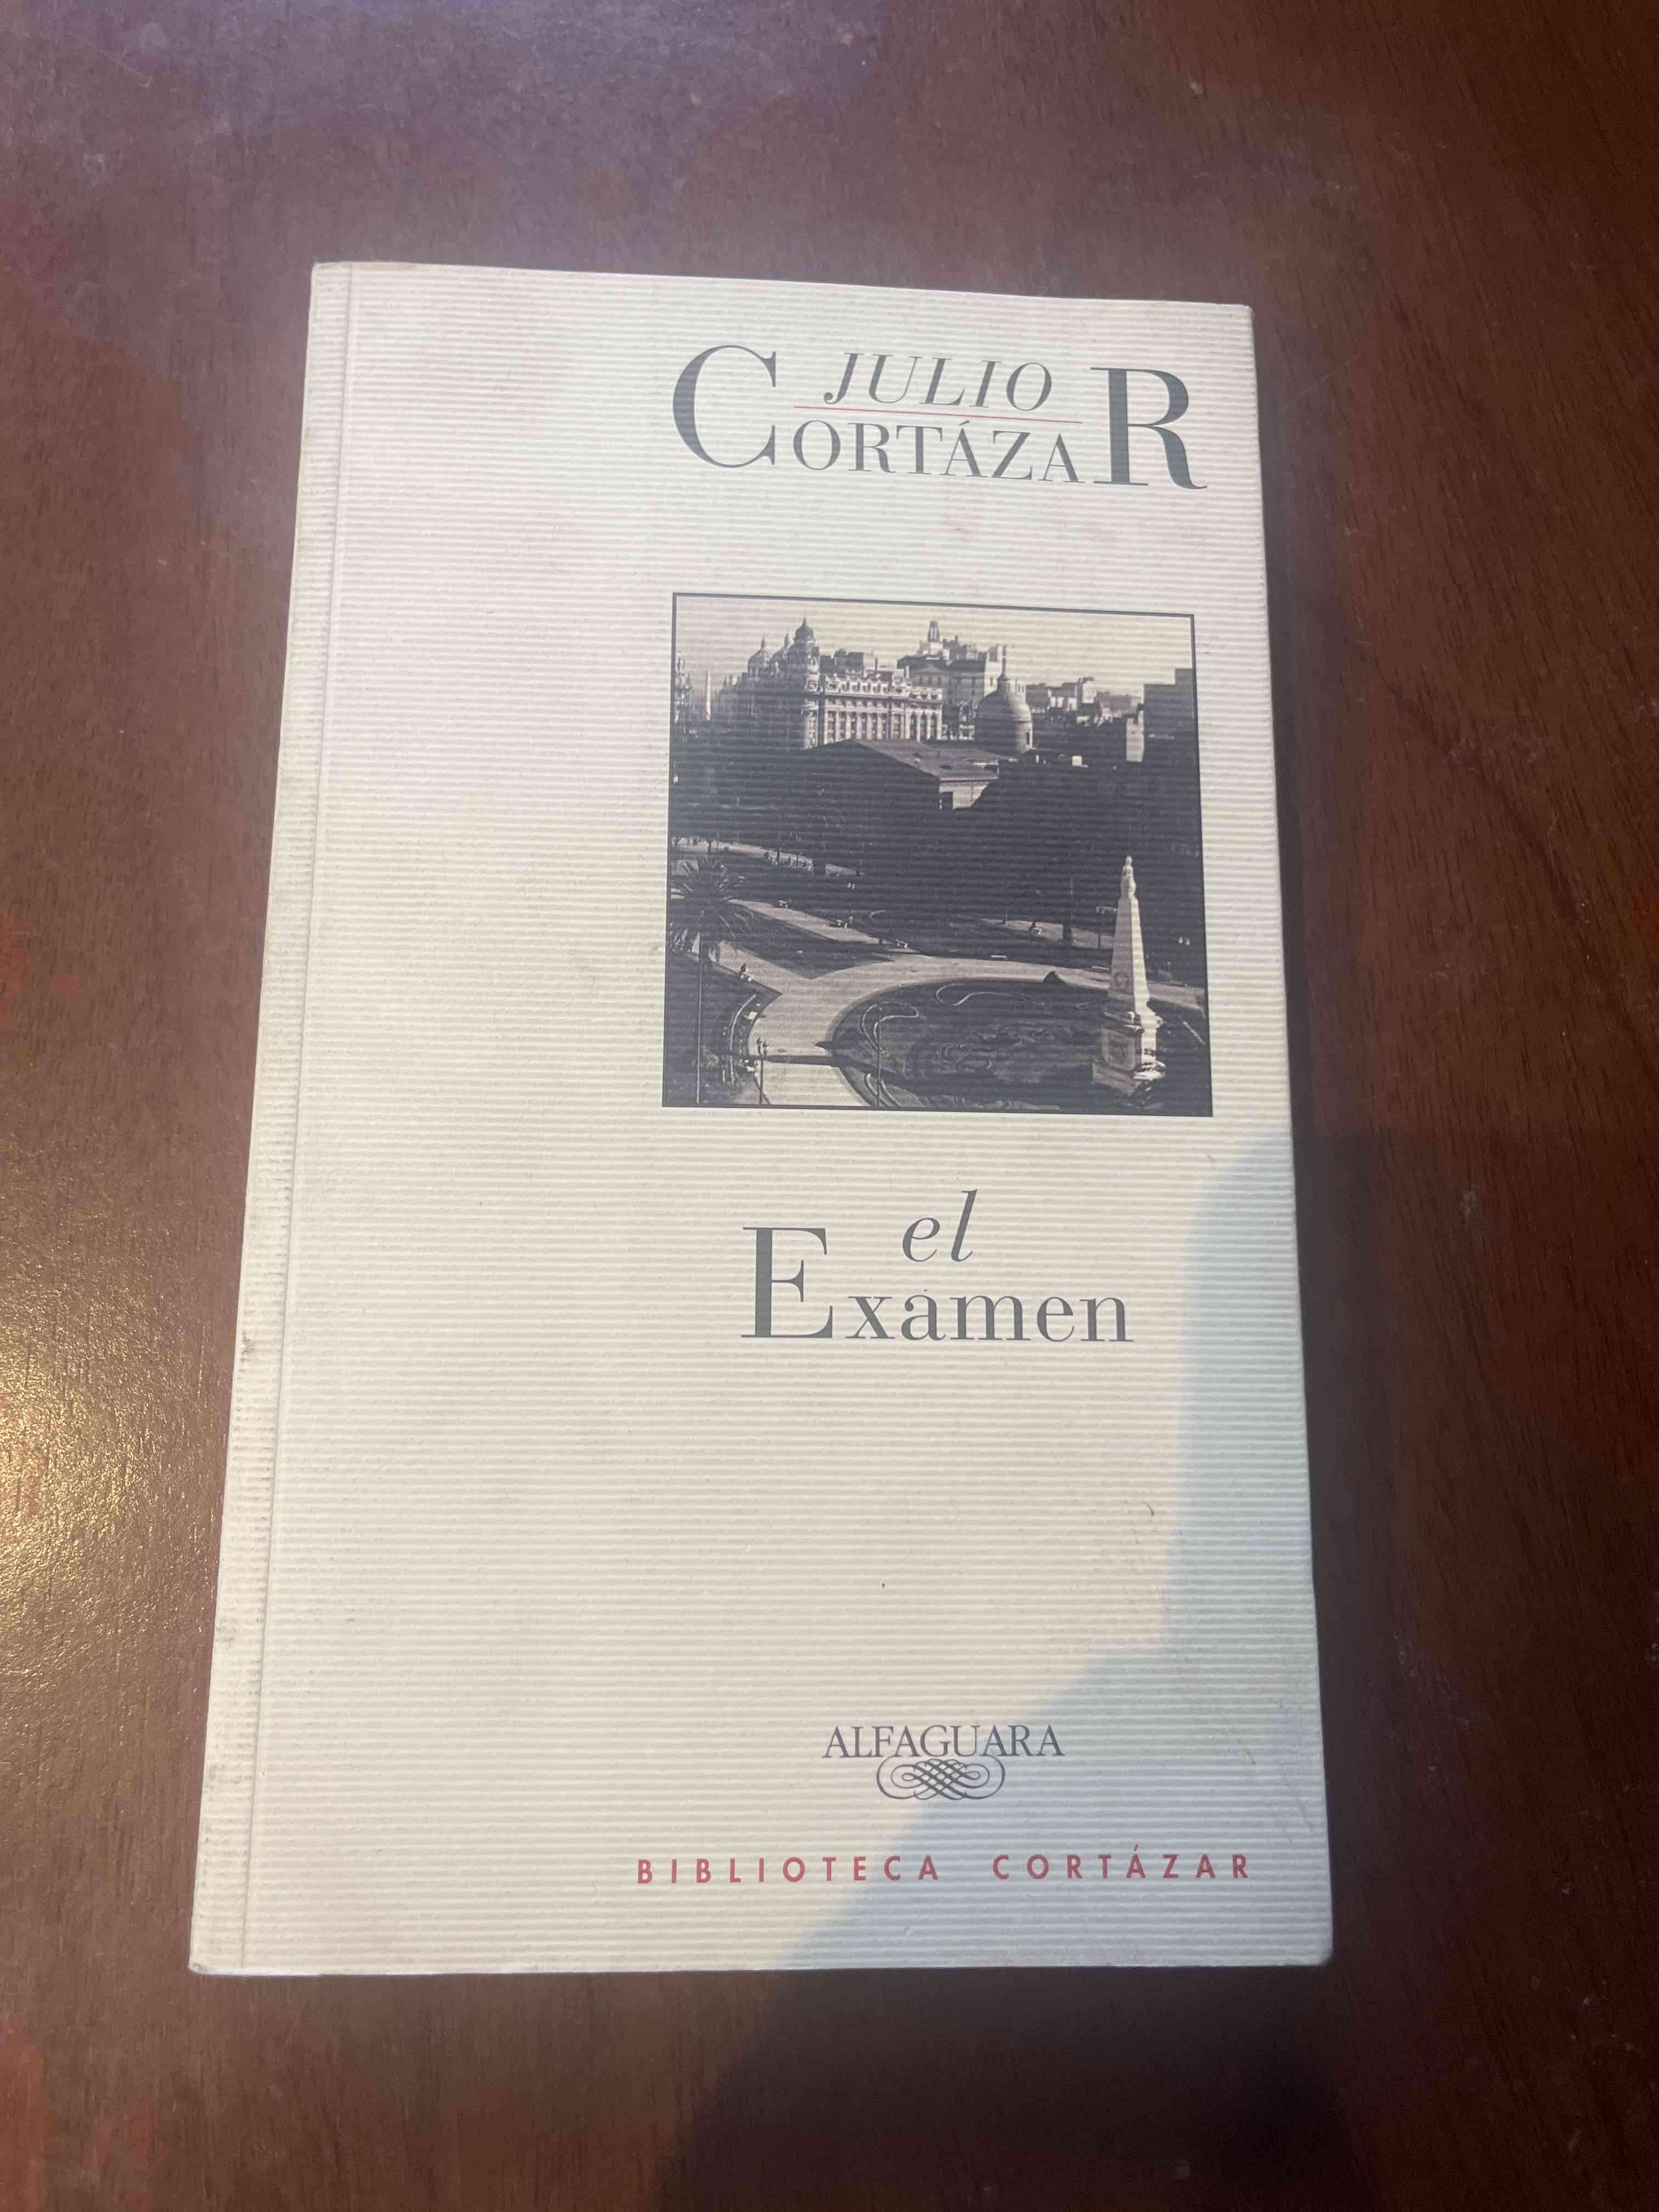 JULIO
CORTÁZAR
el
Examen
ALFAGUARA
BIBLIOTECA CORTÁZAR